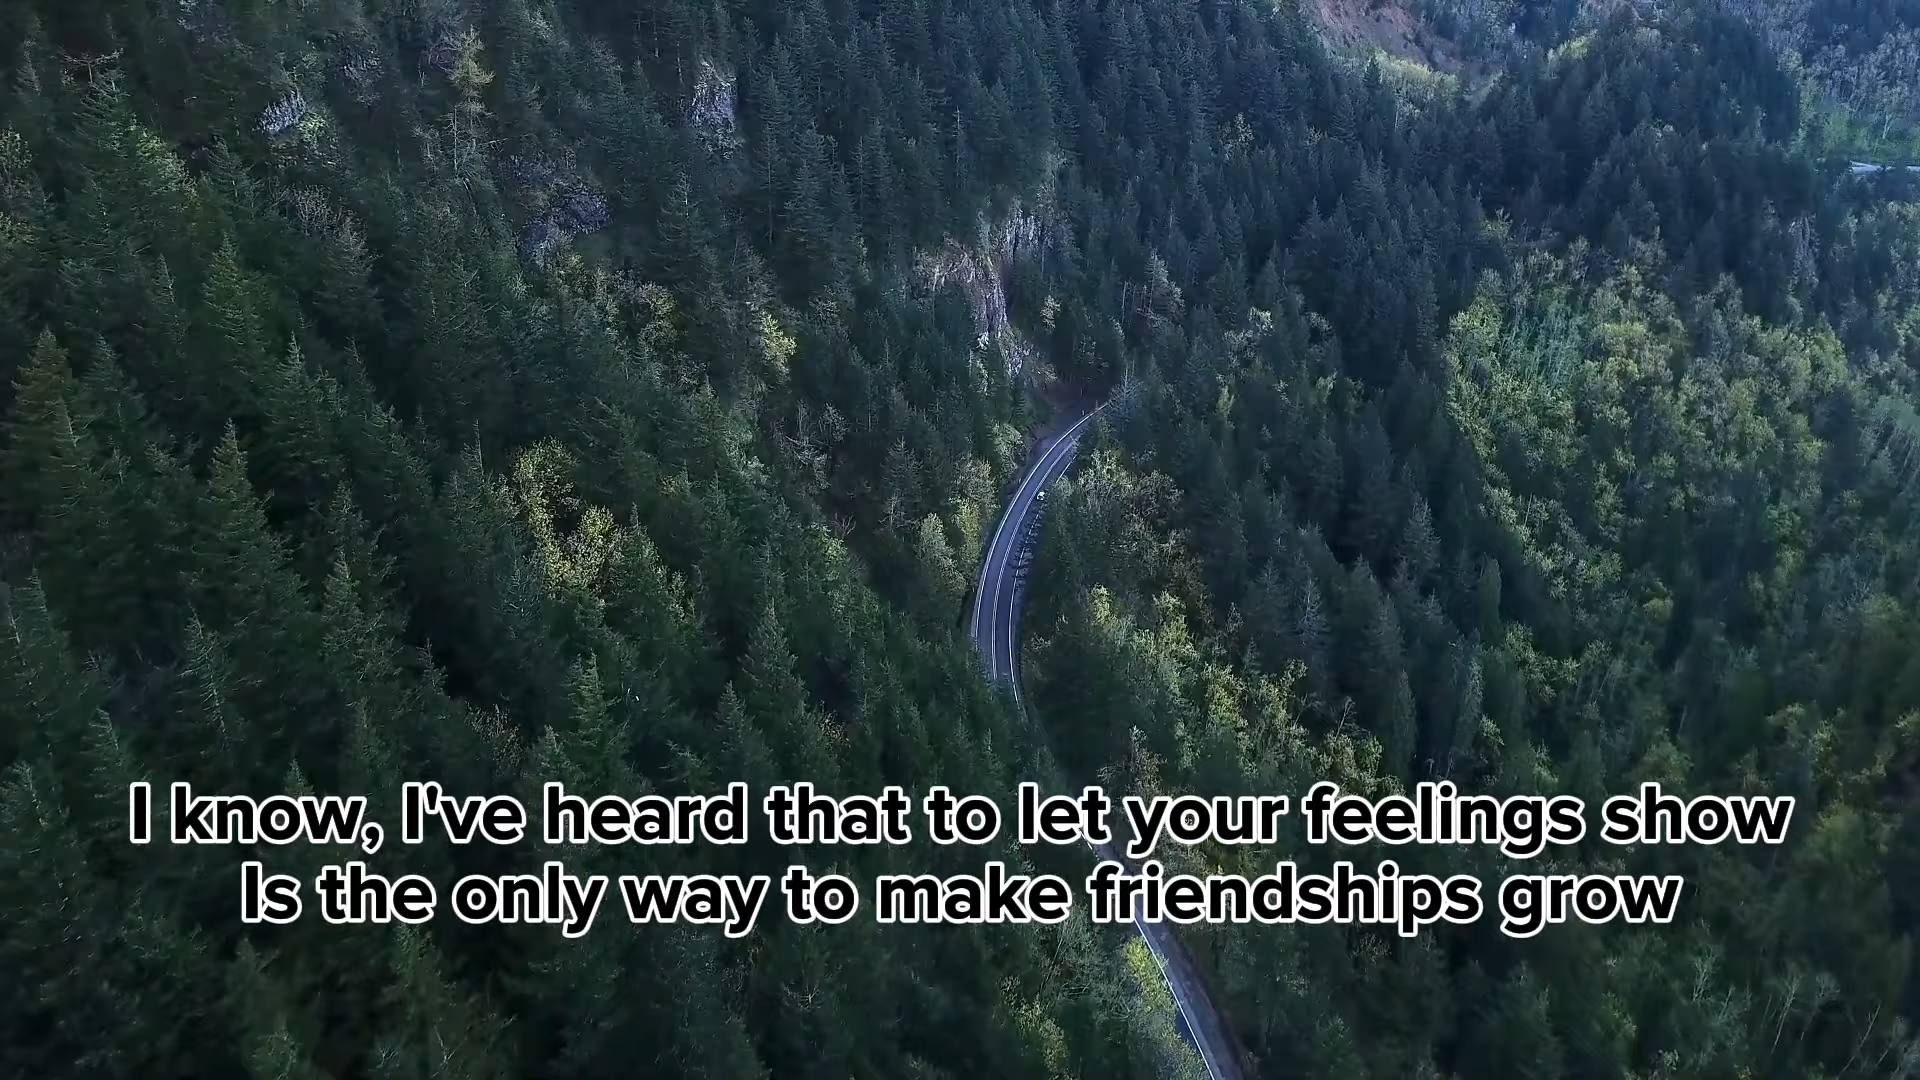 I know, I've heard that to let your feelings show
Is the only way to make friendships grow